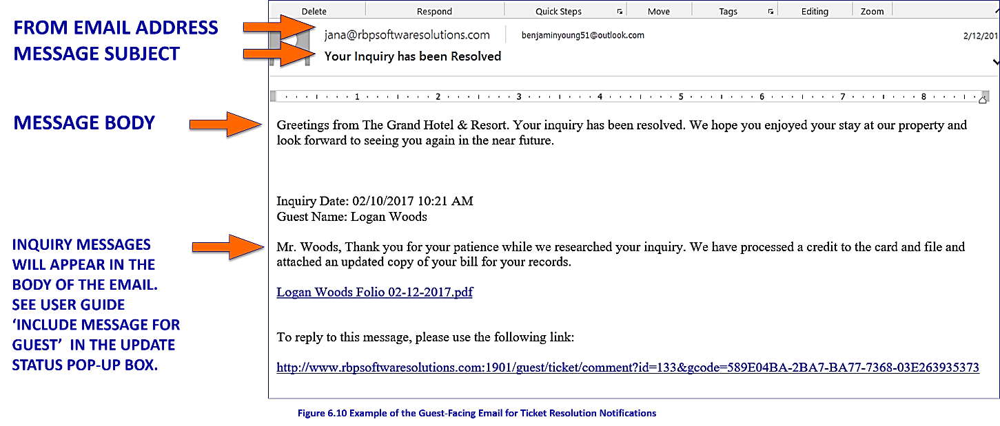 Delete Respond Quick Steps Move Tags Editing Zoom
FROM EMAIL ADDRESS
jana@rbpsoftwaresolutions.com benjaminyoung51@outlook.com 2/12/201
MESSAGE SUBJECT
Your Inquiry has been Resolved
1 2 3 4 5 6 7 8
MESSAGE BODY
Greetings from The Grand Hotel & Resort. Your inquiry has been resolved. We hope you enjoyed your stay at our property and
look forward to seeing you again in the near future.
Inquiry Date: 02/10/2017 10:21 AM
Guest Name: Logan Woods
INQUIRY MESSAGES
WILL APPEAR IN THE
BODY OF THE EMAIL.
SEE USER GUIDE
‘INCLUDE MESSAGE FOR
GUEST’ IN THE UPDATE
STATUS POP-UP BOX.
Mr. Woods, Thank you for your patience while we researched your inquiry. We have processed a credit to the card and file and
attached an updated copy of your bill for your records.
Logan Woods Folio 02-12-2017.pdf
To reply to this message, please use the following link:
http://www.rbpsoftwaresolutions.com:1901/guest/ticket/comment?id=133&gcode=589E04BA-2BA7-BA77-7368-03E263935373
Figure 6.10 Example of the Guest-Facing Email for Ticket Resolution Notifications